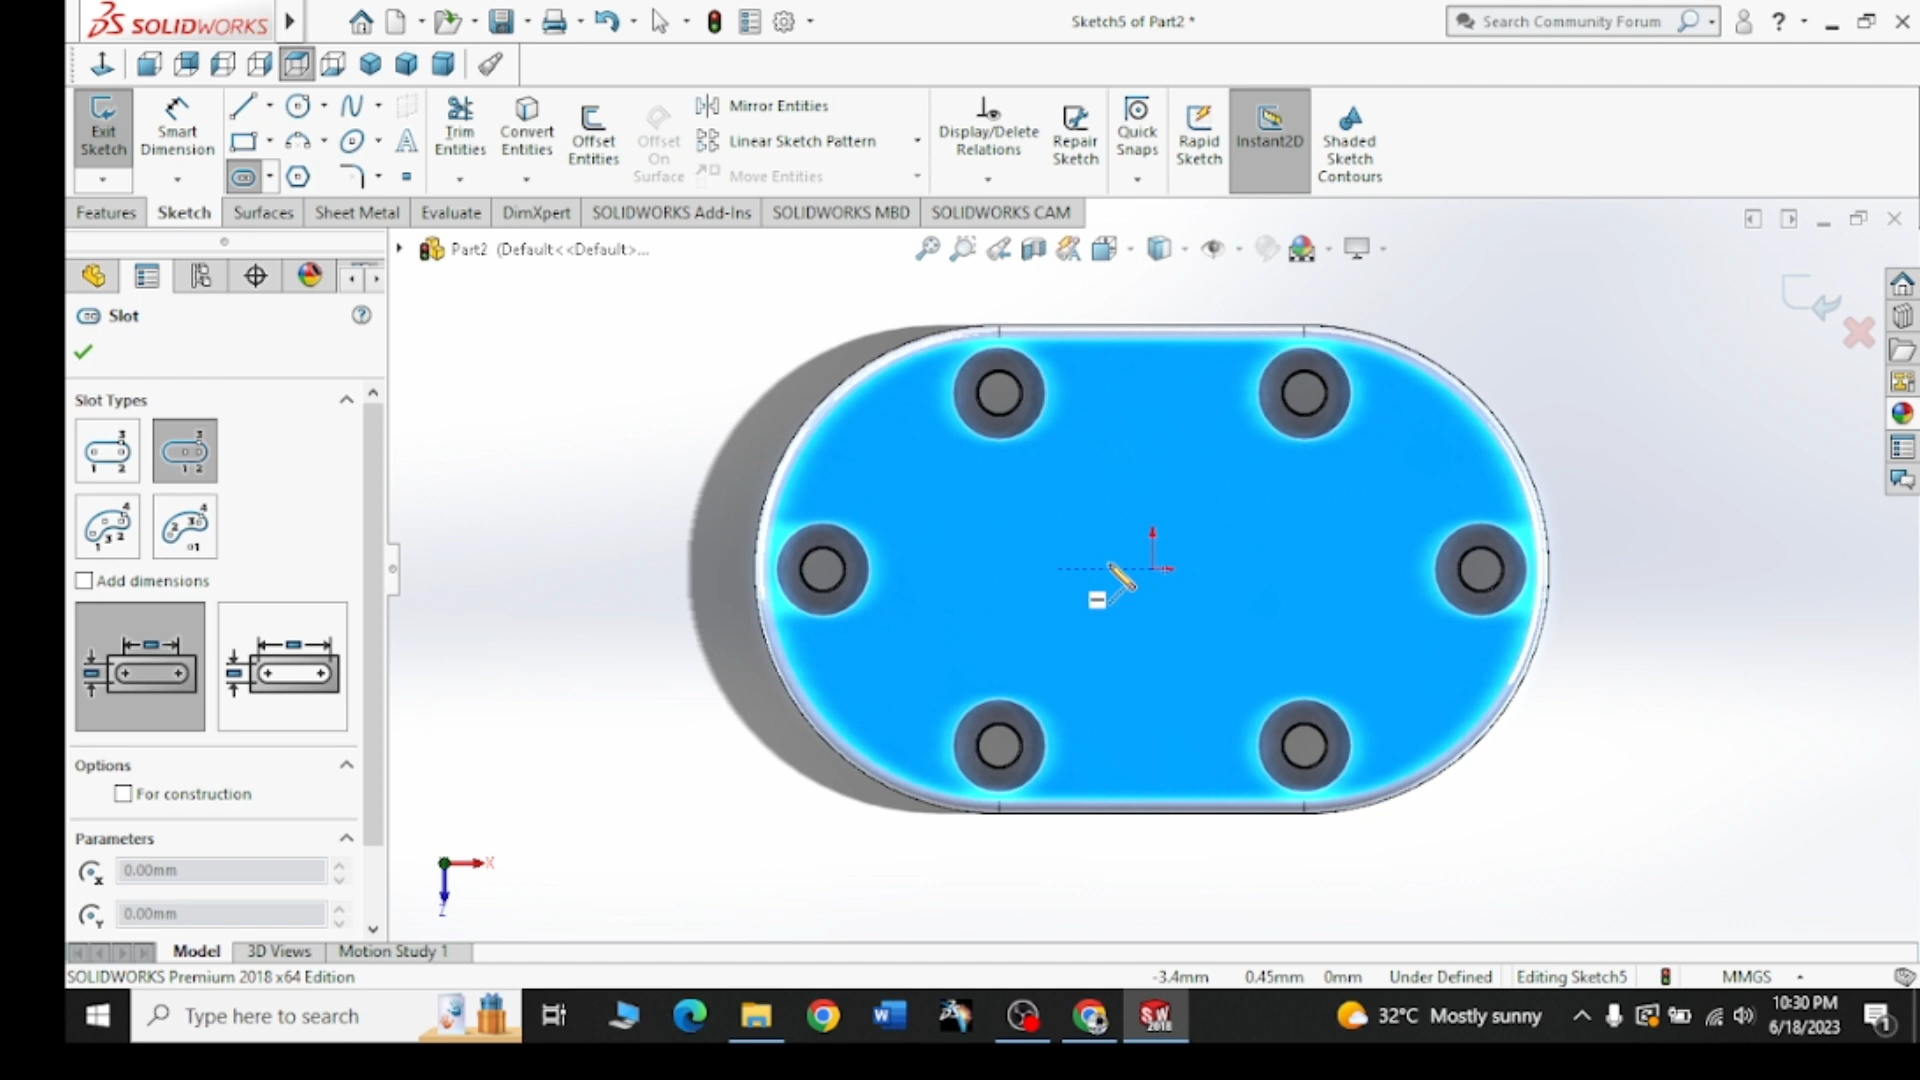 SOLIDWORKS
Sketch5 of Part2 *
Search Community Forum
Exit Sketch
Smart Dimension
Trim Entities
Convert Entities
Offset Entities
Offset On Surface
Mirror Entities
Linear Sketch Pattern
Move Entities
Display/Delete Relations
Repair Sketch
Quick Snaps
Rapid Sketch
Instant2D
Shaded Sketch Contours
Features
Sketch
Surfaces
Sheet Metal
Evaluate
DimXpert
SOLIDWORKS Add-Ins
SOLIDWORKS MBD
SOLIDWORKS CAM
Part2 (Default<<Default>...
Slot
Slot Types
Add dimensions
Options
For construction
Parameters
0.00mm
0.00mm
X
Z
Model
3D Views
Motion Study 1
SOLIDWORKS Premium 2018 x64 Edition
-3.4mm
0.45mm
0mm
Under Defined
Editing Sketch5
MMGS
Type here to search
32°C Mostly sunny
10:30 PM
6/18/2023